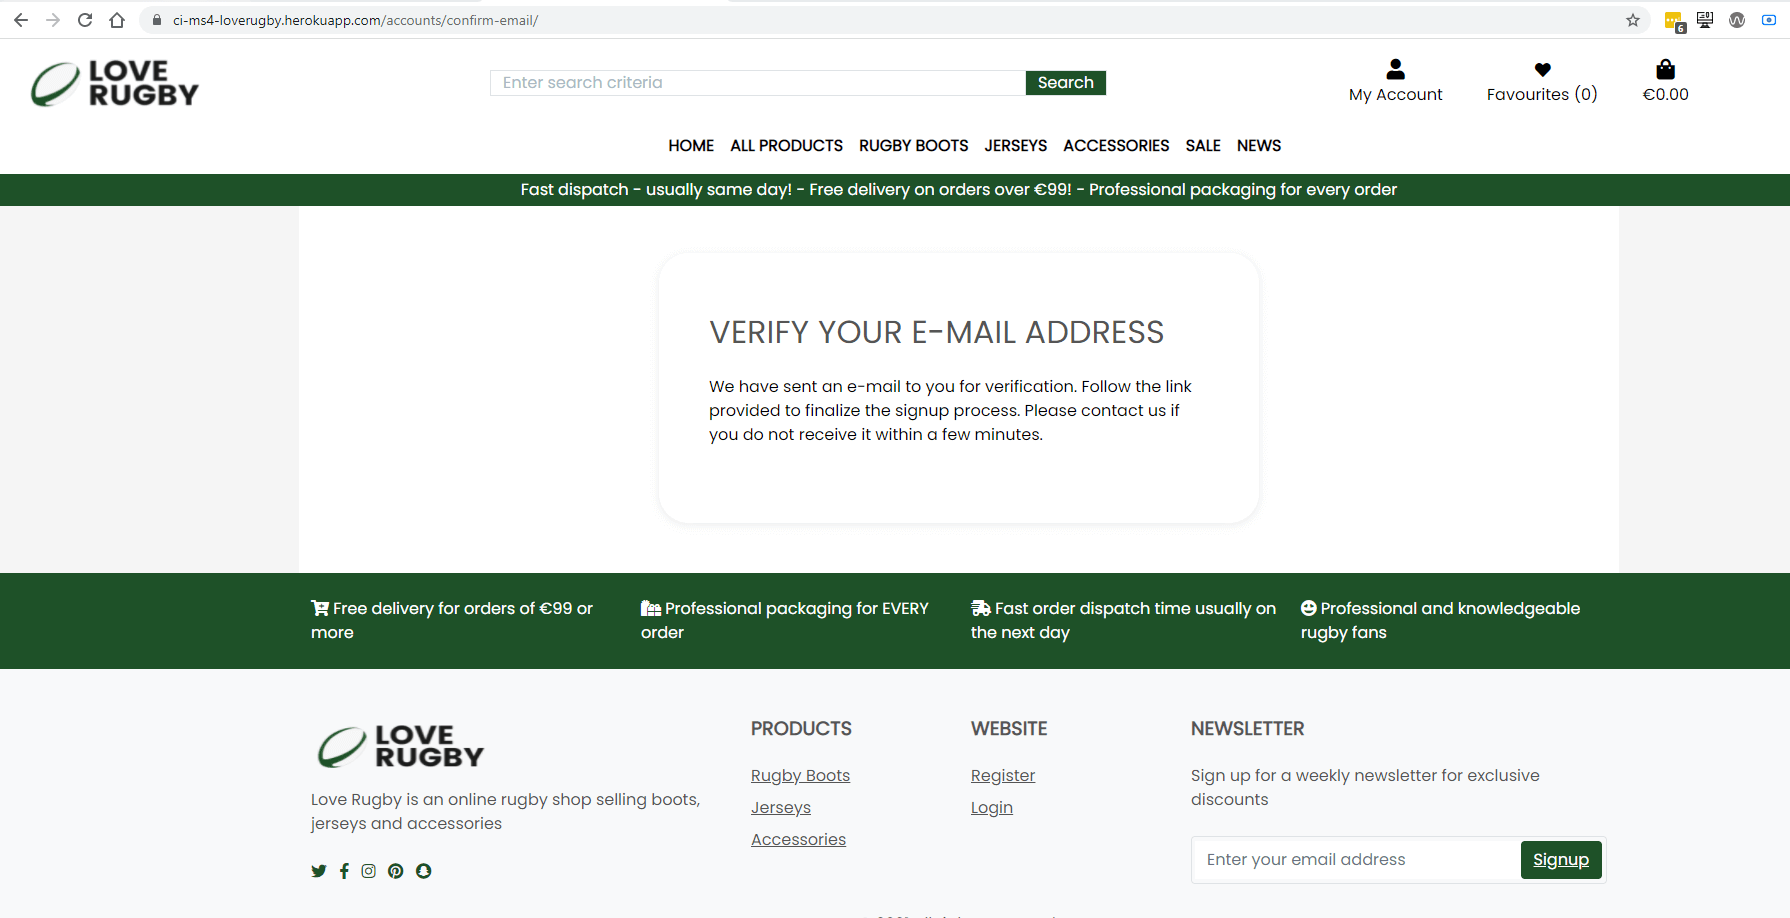 ci-ms4-loverugby.herokuapp.com/accounts/confirm-email/
6
LOVE
RUGBY
Enter search criteria
Search
My Account
Favourites (0)
€0.00
HOME ALL PRODUCTS RUGBY BOOTS JERSEYS ACCESSORIES SALE NEWS
Fast dispatch - usually same day! - Free delivery on orders over €99! - Professional packaging for every order
VERIFY YOUR E-MAIL ADDRESS
We have sent an e-mail to you for verification. Follow the link
provided to finalize the signup process. Please contact us if
you do not receive it within a few minutes.
Free delivery for orders of €99 or
more
Professional packaging for EVERY
order
Fast order dispatch time usually on
the next day
Professional and knowledgeable
rugby fans
LOVE
RUGBY
Love Rugby is an online rugby shop selling boots,
jerseys and accessories
PRODUCTS
Rugby Boots
Jerseys
Accessories
WEBSITE
Register
Login
NEWSLETTER
Sign up for a weekly newsletter for exclusive
discounts
Enter your email address
Signup